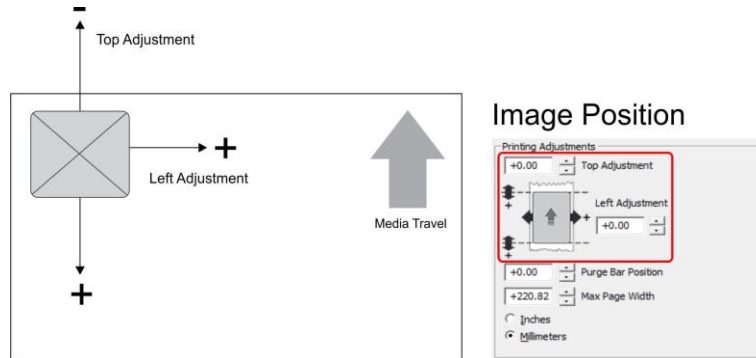 -
Top Adjustment
+
Left Adjustment
Media Travel
+
Image Position
Printing Adjustments
+0.00 Top Adjustment
+
Left Adjustment
+
+0.00
+
+0.00 Purge Bar Position
+220.82 Max Page Width
Inches
Millimeters